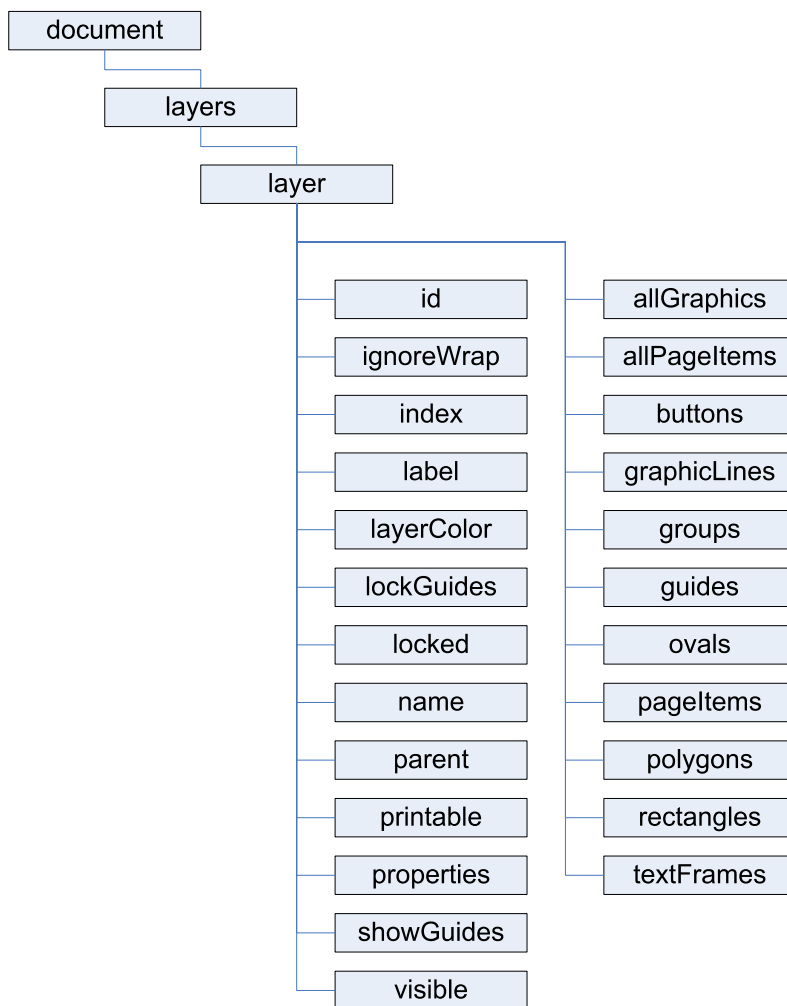 document
layers
layer
id
ignoreWrap
index
label
layerColor
lockGuides
locked
name
parent
printable
properties
showGuides
visible
allGraphics
allPageItems
buttons
graphicLines
groups
guides
ovals
pageItems
polygons
rectangles
textFrames